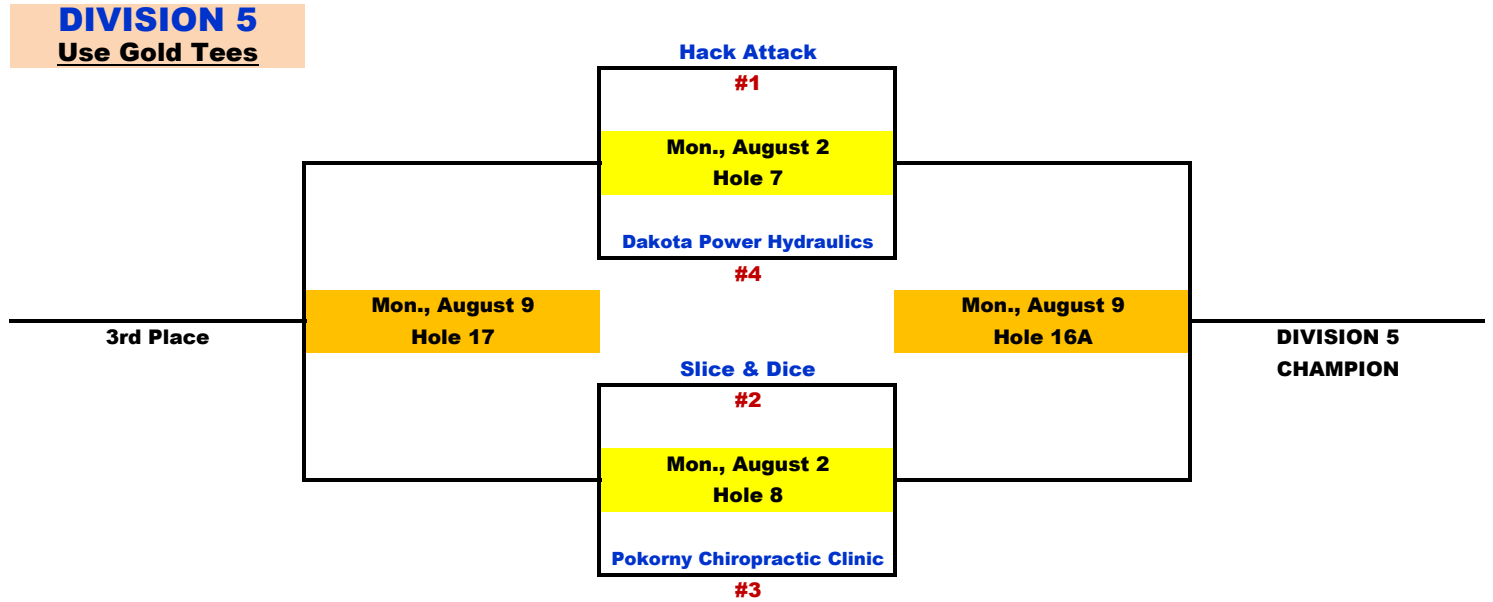 DIVISION 5
Use Gold Tees
Hack Attack
#1
Mon., August 2
Hole 7
Dakota Power Hydraulics
#4
Mon., August 9
Hole 17
3rd Place
Mon., August 9
Hole 16A
DIVISION 5
CHAMPION
Slice & Dice
#2
Mon., August 2
Hole 8
Pokorny Chiropractic Clinic
#3